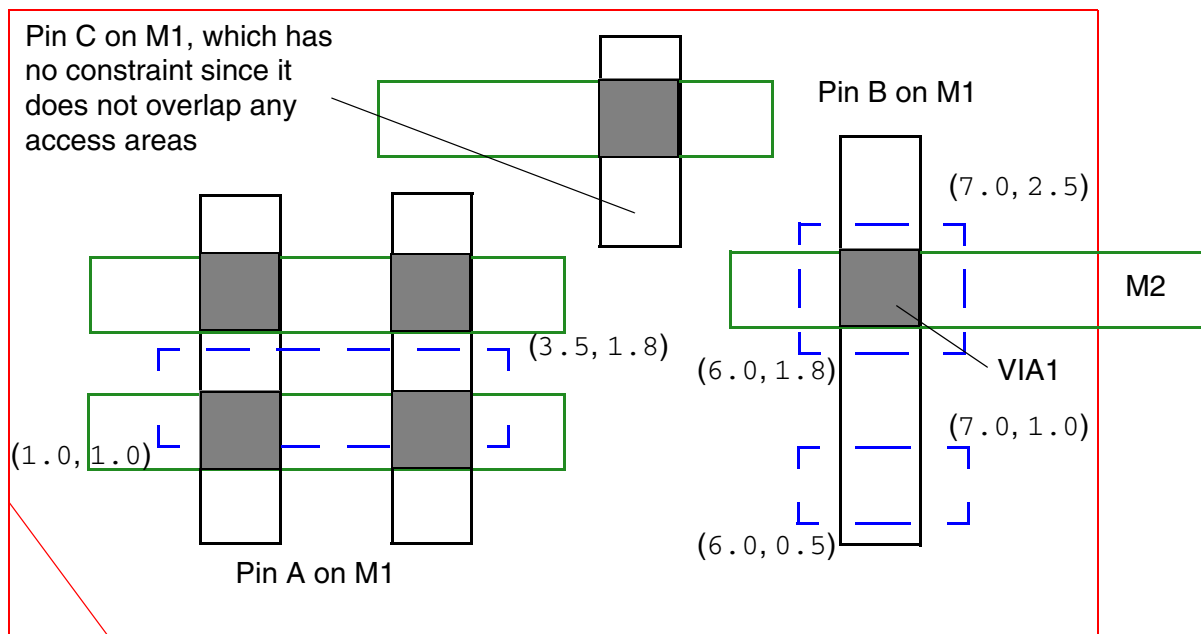 Pin C on M1, which has
no constraint since it
does not overlap any
access areas
Pin B on M1
(7.0, 2.5)
M2
(3.5, 1.8)
(6.0, 1.8)
VIA1
(1.0, 1.0)
(7.0, 1.0)
(6.0, 0.5)
Pin A on M1